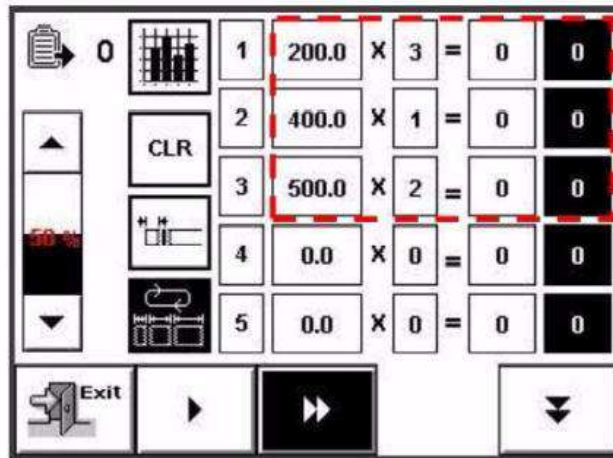 0
1 200.0 X 3 = 0 0
2 400.0 X 1 = 0 0
CLR
3 500.0 X 2 = 0 0
50 %
4 0.0 X 0 = 0 0
5 0.0 X 0 = 0 0
Exit